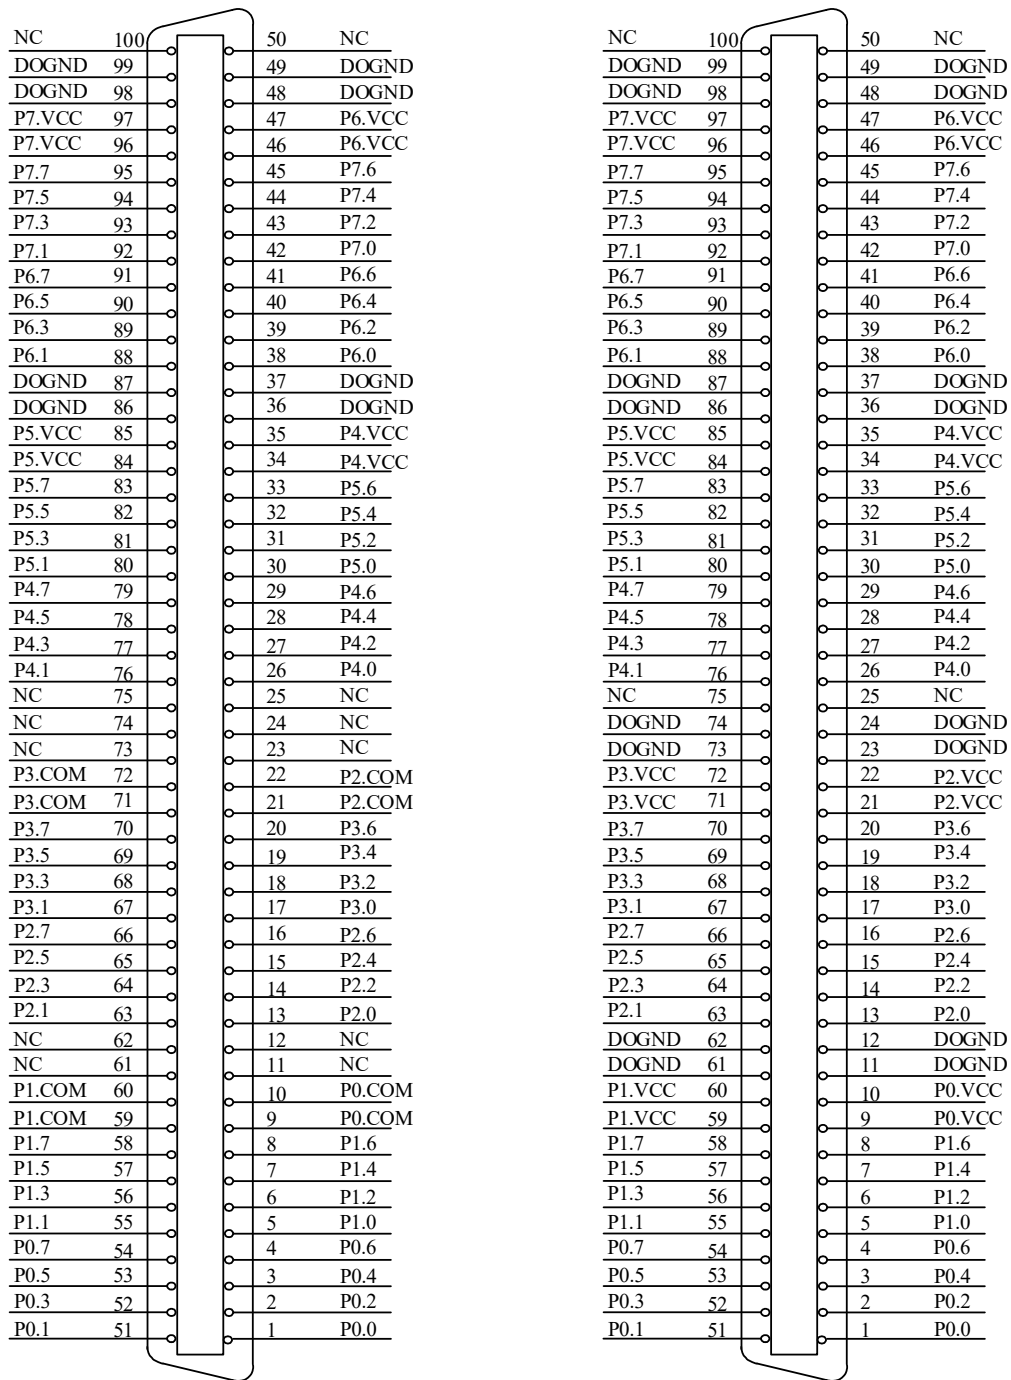 NC 100 50 NC NC 100 50 NC
DOGND 99 49 DOGND DOGND 99 49 DOGND
DOGND 98 48 DOGND DOGND 98 48 DOGND
P7.VCC 97 47 P6.VCC P7.VCC 97 47 P6.VCC
P7.VCC 96 46 P6.VCC P7.VCC 96 46 P6.VCC
P7.7 95 45 P7.6 P7.7 95 45 P7.6
P7.5 94 44 P7.4 P7.5 94 44 P7.4
P7.3 93 43 P7.2 P7.3 93 43 P7.2
P7.1 92 42 P7.0 P7.1 92 42 P7.0
P6.7 91 41 P6.6 P6.7 91 41 P6.6
P6.5 90 40 P6.4 P6.5 90 40 P6.4
P6.3 89 39 P6.2 P6.3 89 39 P6.2
P6.1 88 38 P6.0 P6.1 88 38 P6.0
DOGND 87 37 DOGND DOGND 87 37 DOGND
DOGND 86 36 DOGND DOGND 86 36 DOGND
P5.VCC 85 35 P4.VCC P5.VCC 85 35 P4.VCC
P5.VCC 84 34 P4.VCC P5.VCC 84 34 P4.VCC
P5.7 83 33 P5.6 P5.7 83 33 P5.6
P5.5 82 32 P5.4 P5.5 82 32 P5.4
P5.3 81 31 P5.2 P5.3 81 31 P5.2
P5.1 80 30 P5.0 P5.1 80 30 P5.0
P4.7 79 29 P4.6 P4.7 79 29 P4.6
P4.5 78 28 P4.4 P4.5 78 28 P4.4
P4.3 77 27 P4.2 P4.3 77 27 P4.2
P4.1 76 26 P4.0 P4.1 76 26 P4.0
NC 75 25 NC NC 75 25 NC
NC 74 24 NC DOGND 74 24 DOGND
NC 73 23 NC DOGND 73 23 DOGND
P3.COM 72 22 P2.COM P3.VCC 72 22 P2.VCC
P3.COM 71 21 P2.COM P3.VCC 71 21 P2.VCC
P3.7 70 20 P3.6 P3.7 70 20 P3.6
P3.5 69 19 P3.4 P3.5 69 19 P3.4
P3.3 68 18 P3.2 P3.3 68 18 P3.2
P3.1 67 17 P3.0 P3.1 67 17 P3.0
P2.7 66 16 P2.6 P2.7 66 16 P2.6
P2.5 65 15 P2.4 P2.5 65 15 P2.4
P2.3 64 14 P2.2 P2.3 64 14 P2.2
P2.1 63 13 P2.0 P2.1 63 13 P2.0
NC 62 12 NC DOGND 62 12 DOGND
NC 61 11 NC DOGND 61 11 DOGND
P1.COM 60 10 P0.COM P1.VCC 60 10 P0.VCC
P1.COM 59 9 P0.COM P1.VCC 59 9 P0.VCC
P1.7 58 8 P1.6 P1.7 58 8 P1.6
P1.5 57 7 P1.4 P1.5 57 7 P1.4
P1.3 56 6 P1.2 P1.3 56 6 P1.2
P1.1 55 5 P1.0 P1.1 55 5 P1.0
P0.7 54 4 P0.6 P0.7 54 4 P0.6
P0.5 53 3 P0.4 P0.5 53 3 P0.4
P0.3 52 2 P0.2 P0.3 52 2 P0.2
P0.1 51 1 P0.0 P0.1 51 1 P0.0